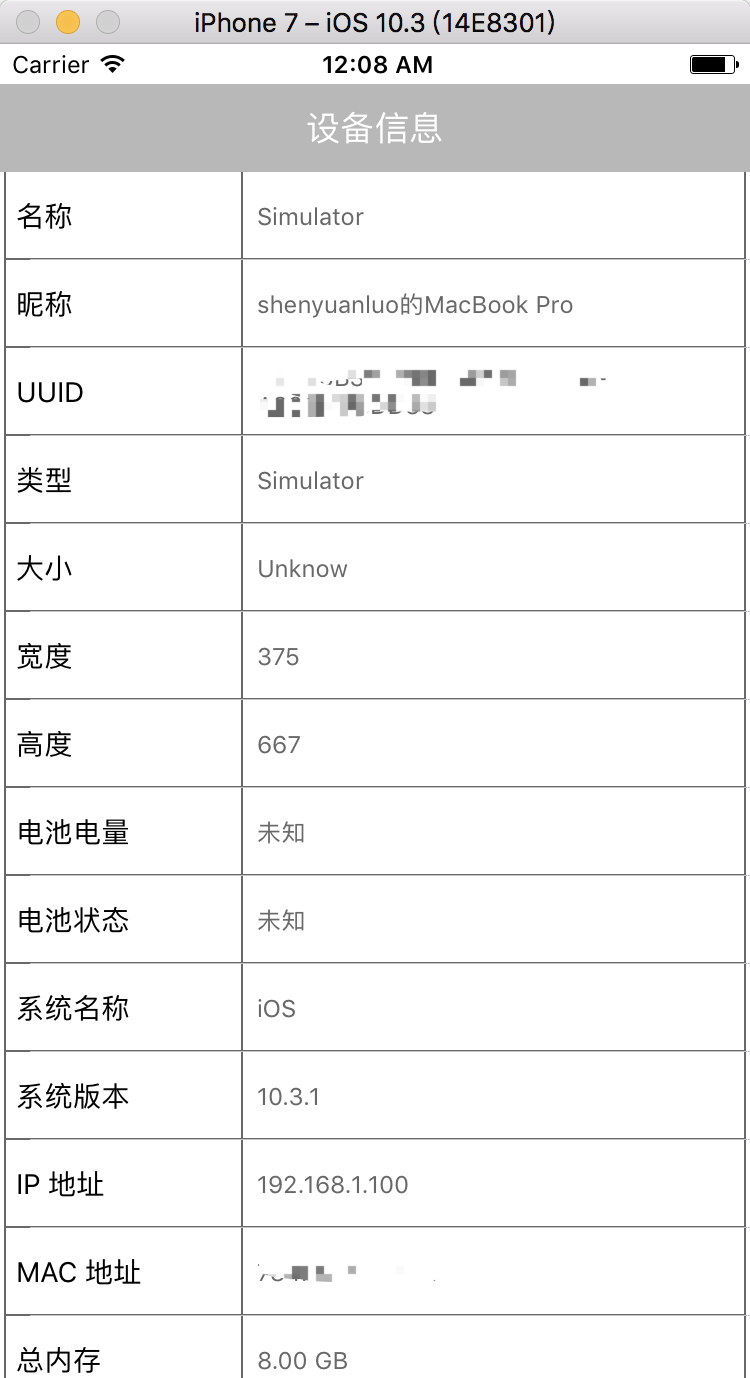 iPhone 7 – iOS 10.3 (14E8301)
Carrier 12:08 AM
设备信息
名称 Simulator
昵称 shenyuanluo的MacBook Pro
UUID
类型 Simulator
大小 Unknow
宽度 375
高度 667
电池电量 未知
电池状态 未知
系统名称 iOS
系统版本 10.3.1
IP 地址 192.168.1.100
MAC 地址
总内存 8.00 GB